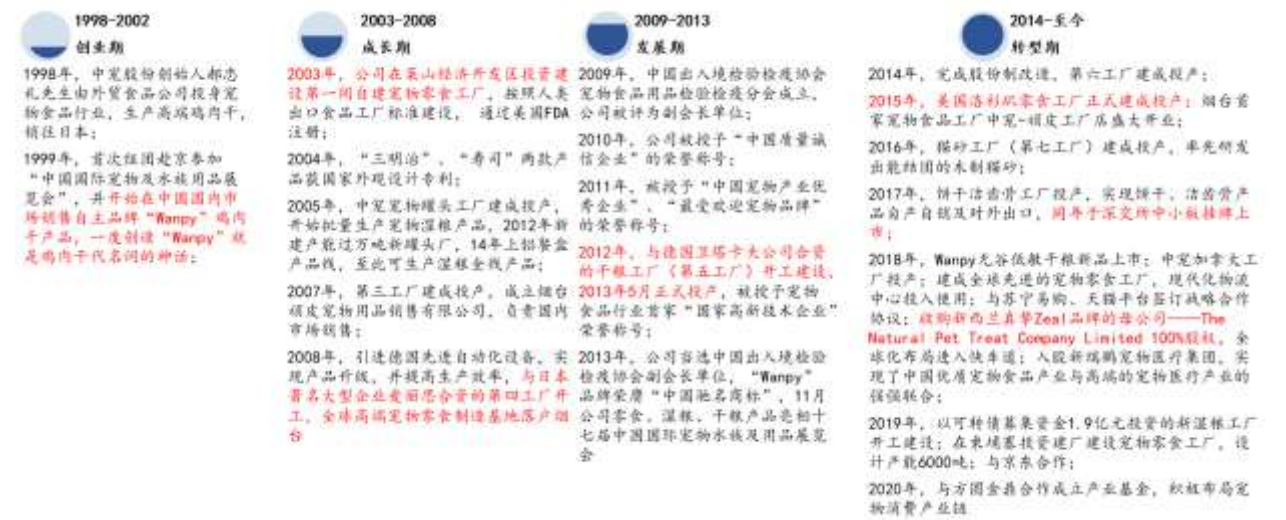 1998-2002
创业期
1998年，中宠股份创始人郝忠
礼先生由外贸食品公司投身宠
物食品行业，生产高端鸡肉干，
销往日本；
1999年，首次组团赴京参加
“中国国际宠物及水族用品展
览会”，并开始在中国国内市
场销售自主品牌“Wanpy”鸡肉
干产品，一度创造“Wanpy”就
是鸡肉干代名词的神话；
2003-2008
成长期
2003年，公司在莱山经济开发区投资建
设第一间自建宠物零食工厂，按照人类
出口食品工厂标准建设， 通过美国FDA
注册；
2004年，“三明治”、“寿司”两款产
品获国家外观设计专利；
2005年，中宠宠物罐头工厂建成投产，
开始批量生产宠物湿粮产品，2012年新
建产能过万吨新罐头厂，14年上铝餐盒
产品线，至此可生产湿粮全线产品；
2007年，第三工厂建成投产，成立烟台
顽皮宠物用品销售有限公司，负责国内
市场销售；
2008年，引进德国先进自动化设备，实
现产品升级，并提高生产效率，与日本
著名大型企业爱丽思合资的第四工厂开
工，全球高端宠物零食制造基地落户烟
台
2009-2013
发展期
2009年，中国出入境检验检疫协会
宠物食品用品检验检疫分会成立，
公司被评为副会长单位；
2010年，公司被授予“中国质量诚
信企业”的荣誉称号；
2011年，被授予“中国宠物产业优
秀企业”、“最受欢迎宠物品牌”
的荣誉称号；
2012年，与德国卫塔卡夫公司合资
的干粮工厂（第五工厂）开工建设，
2013年5月正式投产，被授予宠物
食品行业首家“国家高新技术企业”
荣誉称号；
2013年，公司当选中国出入境检验
检疫协会副会长单位，“Wanpy”
品牌荣膺“中国驰名商标”，11月
公司零食、湿粮、干粮产品亮相十
七届中国国际宠物水族及用品展览
会
2014-至今
转型期
2014年，完成股份制改造，第六工厂建成投产；
2015年，美国洛杉矶零食工厂正式建成投产；烟台首
家宠物食品工厂中宠-顽皮工厂店盛大开业；
2016年，猫砂工厂（第七工厂）建成投产，率先研发
出能结团的木制猫砂；
2017年，饼干洁齿骨工厂投产，实现饼干、洁齿骨产
品自产自销及对外出口，同年于深交所中小板挂牌上
市；
2018年，Wanpy无谷低敏干粮新品上市；中宠加拿大工
厂投产；建成全球先进的宠物零食工厂，现代化物流
中心投入使用；与苏宁易购、天猫平台签订战略合作
协议；收购新西兰真挚Zeal品牌的母公司——The
Natural Pet Treat Company Limited 100%股权，全
球化布局进入快车道；入股新瑞鹏宠物医疗集团，实
现了中国优质宠物食品产业与高端的宠物医疗产业的
强强联合；
2019年，以可转债募集资金1.9亿元投资的新湿粮工厂
开工建设；在柬埔寨投资建厂建设宠物零食工厂，设
计产能6000吨；与京东合作；
2020年，与方圆金鼎合作成立产业基金，积极布局宠
物消费产业链